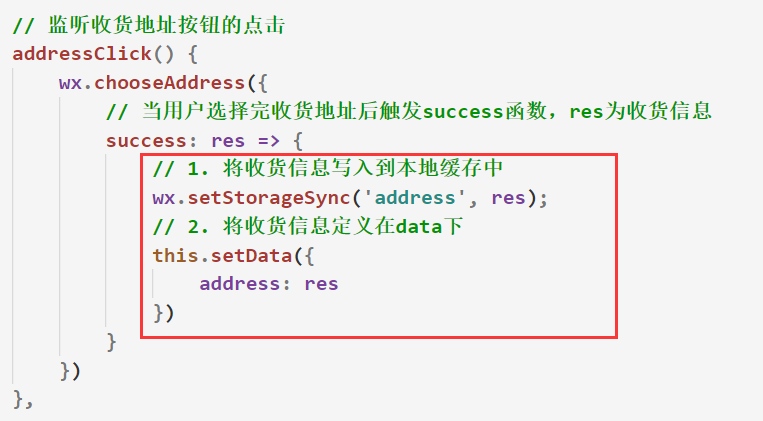 // 监听收货地址按钮的点击
addressClick() {
    wx.chooseAddress({
        // 当用户选择完收货地址后触发success函数，res为收货信息
        success: res => {
            // 1. 将收货信息写入到本地缓存中
            wx.setStorageSync('address', res);
            // 2. 将收货信息定义在data下
            this.setData({
                address: res
            })
        }
    })
},